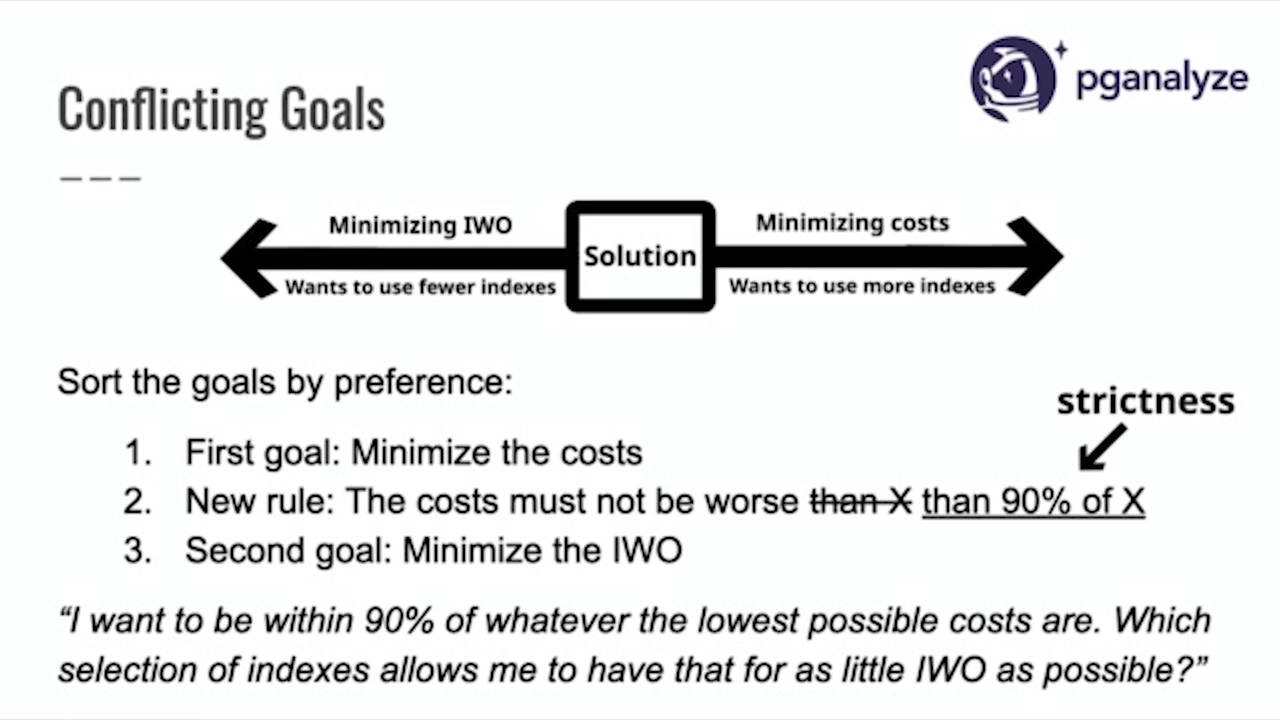 pganalyze
Conflicting Goals
Minimizing IWO
Minimizing costs
Solution
Wants to use fewer indexes
Wants to use more indexes
Sort the goals by preference:
strictness
1. First goal: Minimize the costs
2. New rule: The costs must not be worse than X than 90% of X
3. Second goal: Minimize the IWO
“I want to be within 90% of whatever the lowest possible costs are. Which
selection of indexes allows me to have that for as little IWO as possible?”